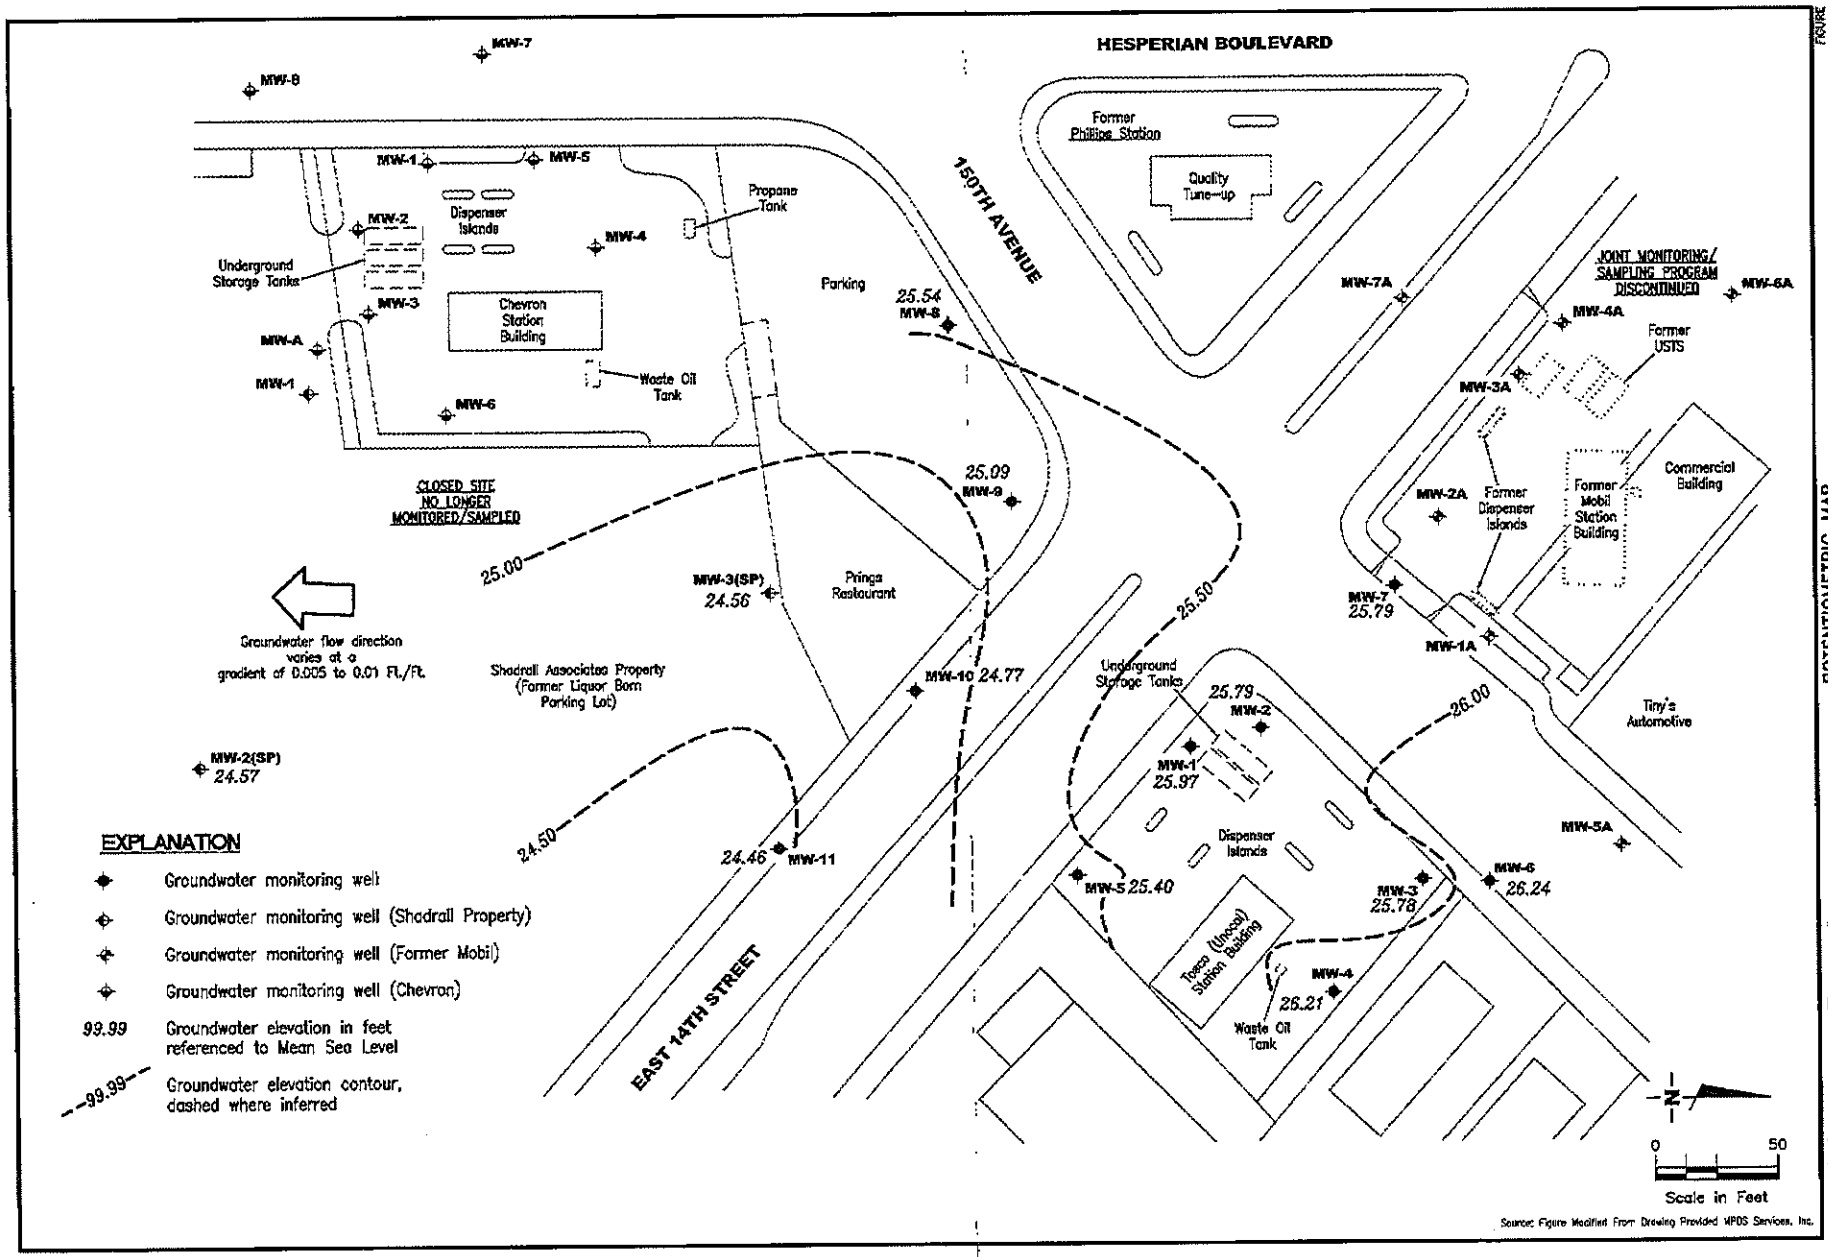 FIGURE
HESPERIAN BOULEVARD
MW-7
MW-8
Former
Phillips Station
Quality
Tune-up
150TH AVENUE
MW-1
MW-5
Propane
Tank
Dispenser
Islands
MW-2
MW-4
Underground
Storage Tanks
MW-3
Chevron
Station
Building
MW-A
MW-1
Waste Oil
Tank
MW-6
Parking
25.54
MW-8
MW-7A
JOINT MONITORING/
SAMPLING PROGRAM
DISCONTINUED
MW-6A
MW-4A
Former
USTS
MW-3A
Commercial
Building
Former
Mobil
Station
Building
MW-2A
Former
Dispenser
Islands
CLOSED SITE
NO LONGER
MONITORED/SAMPLED
25.09
MW-9
25.00
MW-3(SP)
24.56
Prings
Restaurant
25.50
MW-7
25.79
MW-1A
Groundwater flow direction
varies at a
gradient of 0.005 to 0.01 Ft./Ft.
Shadrall Associates Property
(Former Liquor Barn
Parking Lot)
MW-10 24.77
Underground
Storage Tanks
25.79
MW-2
26.00
Tiny's
Automotive
MW-2(SP)
24.57
MW-1
25.97
24.50
24.46
MW-11
Dispenser
Islands
MW-5A
MW-5 25.40
MW-3
25.78
MW-6
26.24
Tosco (Unocal)
Station Building
MW-4
26.21
Waste Oil
Tank
EAST 14TH STREET
EXPLANATION
Groundwater monitoring well
Groundwater monitoring well (Shadrall Property)
Groundwater monitoring well (Former Mobil)
Groundwater monitoring well (Chevron)
99.99 Groundwater elevation in feet
referenced to Mean Sea Level
99.99 Groundwater elevation contour,
dashed where inferred
N
0 50
Scale in Feet
Source: Figure Modified From Drawing Provided MPDS Services, Inc.